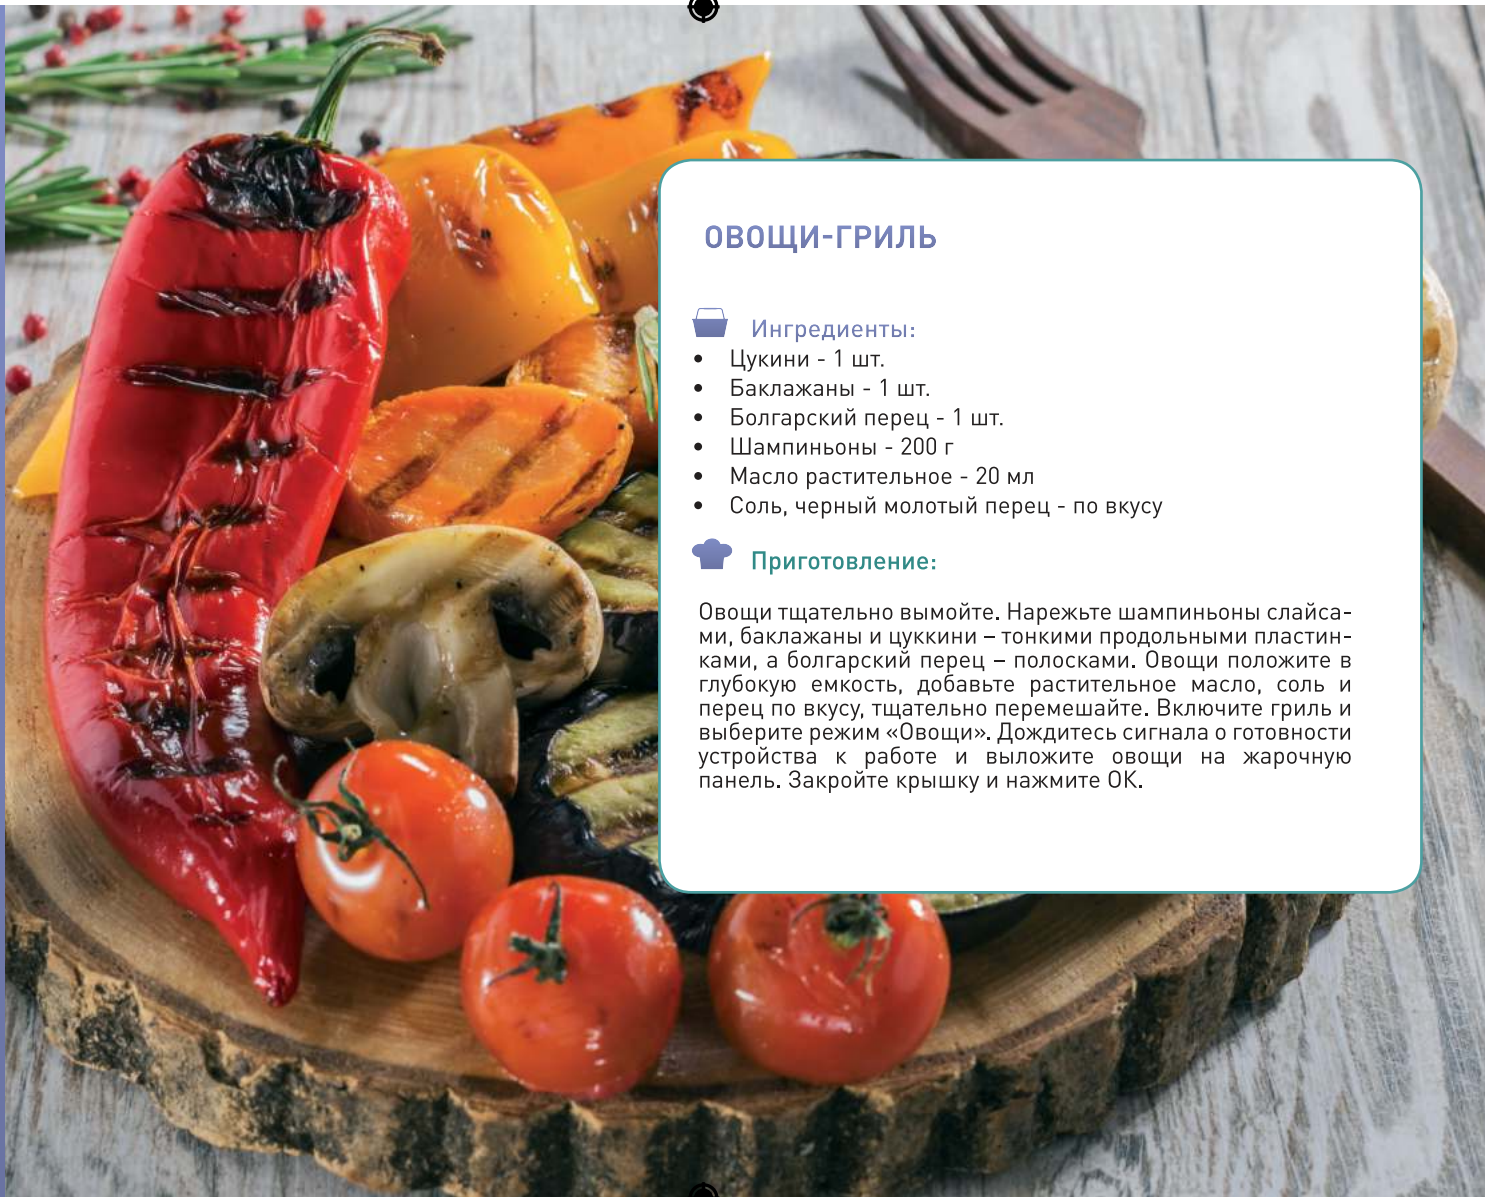 ОВОЩИ-ГРИЛЬ
Ингредиенты:
• Цукини - 1 шт.
• Баклажаны - 1 шт.
• Болгарский перец - 1 шт.
• Шампиньоны - 200 г
• Масло растительное - 20 мл
• Соль, черный молотый перец - по вкусу
Приготовление:
Овощи тщательно вымойте. Нарежьте шампиньоны слайса-
ми, баклажаны и цуккини – тонкими продольными пластин-
ками, а болгарский перец – полосками. Овощи положите в
глубокую емкость, добавьте растительное масло, соль и
перец по вкусу, тщательно перемешайте. Включите гриль и
выберите режим «Овощи». Дождитесь сигнала о готовности
устройства к работе и выложите овощи на жарочную
панель. Закройте крышку и нажмите ОК.